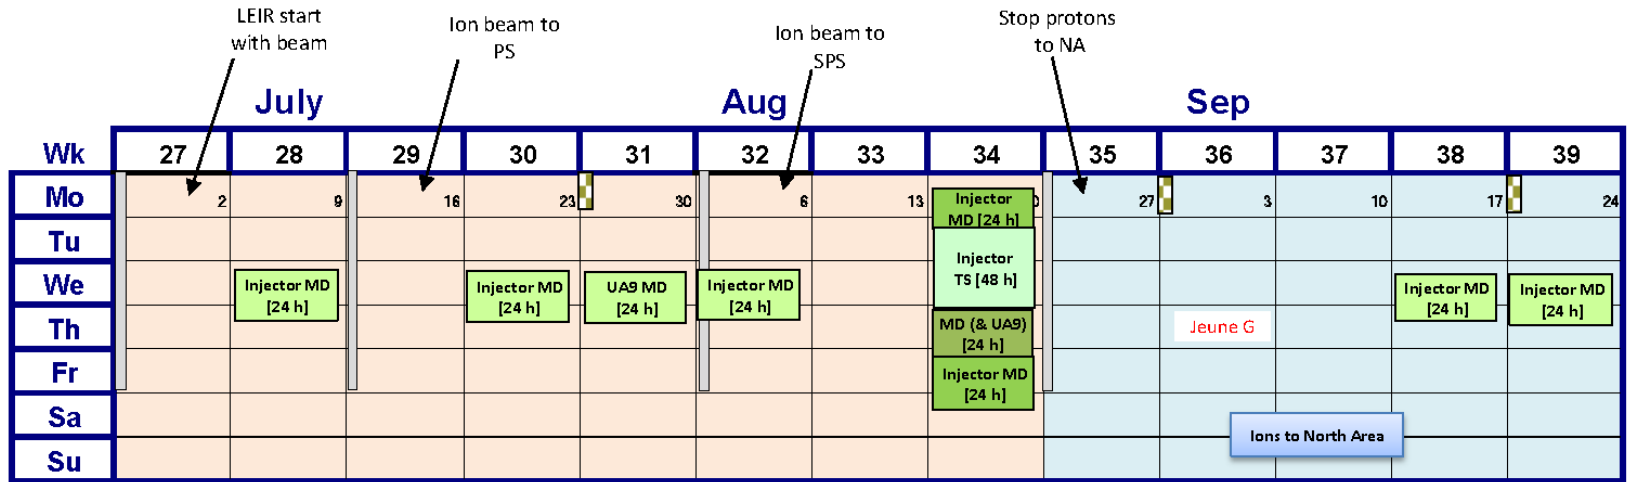 LEIR start
with beam
Ion beam to
PS
Ion beam to
SPS
Stop protons
to NA
July
Aug
Sep
Wk 27 28 29 30 31 32 33 34 35 36 37 38 39
Mo 2 9 16 23 30 6 13 27 3 10 17 24
Injector
MD [24 h]
Tu
Injector
TS [48 h]
We
Injector MD
[24 h]
Injector MD
[24 h]
UA9 MD
[24 h]
Injector MD
[24 h]
Injector MD
[24 h]
Injector MD
[24 h]
Th
MD (& UA9)
[24 h]
Jeune G
Fr
Injector MD
[24 h]
Sa
Ions to North Area
Su